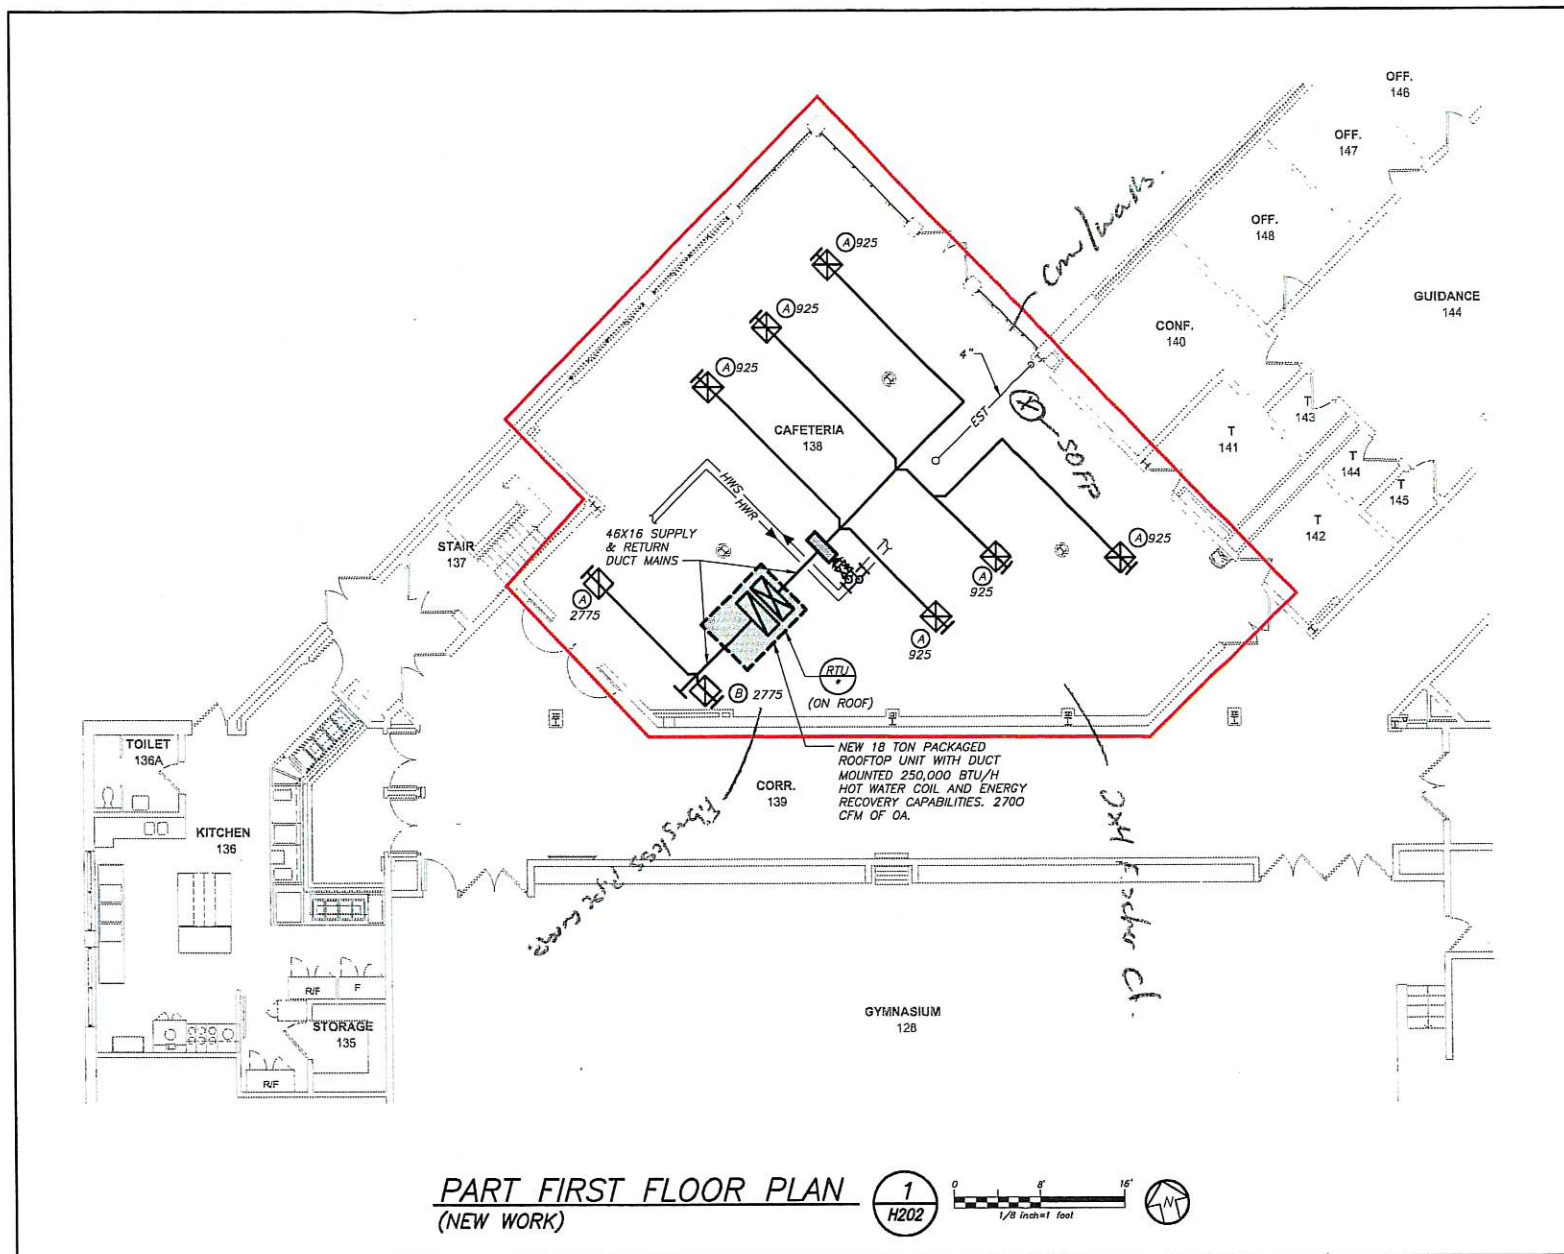 OFF.
146
OFF.
147
OFF.
148
GUIDANCE
144
CONF.
140
T
143
T
141
T
144
T
145
T
142
A 925
A 925
A 925
CAFETERIA
138
4"
EST
SOFP
HWS
HWR
46X16 SUPPLY
& RETURN
DUCT MAINS
STAIR
137
A
2775
A 925
A
925
A
925
B 2775
RTU
*
(ON ROOF)
NEW 18 TON PACKAGED
ROOFTOP UNIT WITH DUCT
MOUNTED 250,000 BTU/H
HOT WATER COIL AND ENERGY
RECOVERY CAPABILITIES. 2700
CFM OF OA.
TOILET
136A
KITCHEN
136
CORR.
139
R/F
F
STORAGE
135
R/F
GYMNASIUM
128
PART FIRST FLOOR PLAN
(NEW WORK)
1
H202
0 8' 16'
1/8 inch=1 foot
N